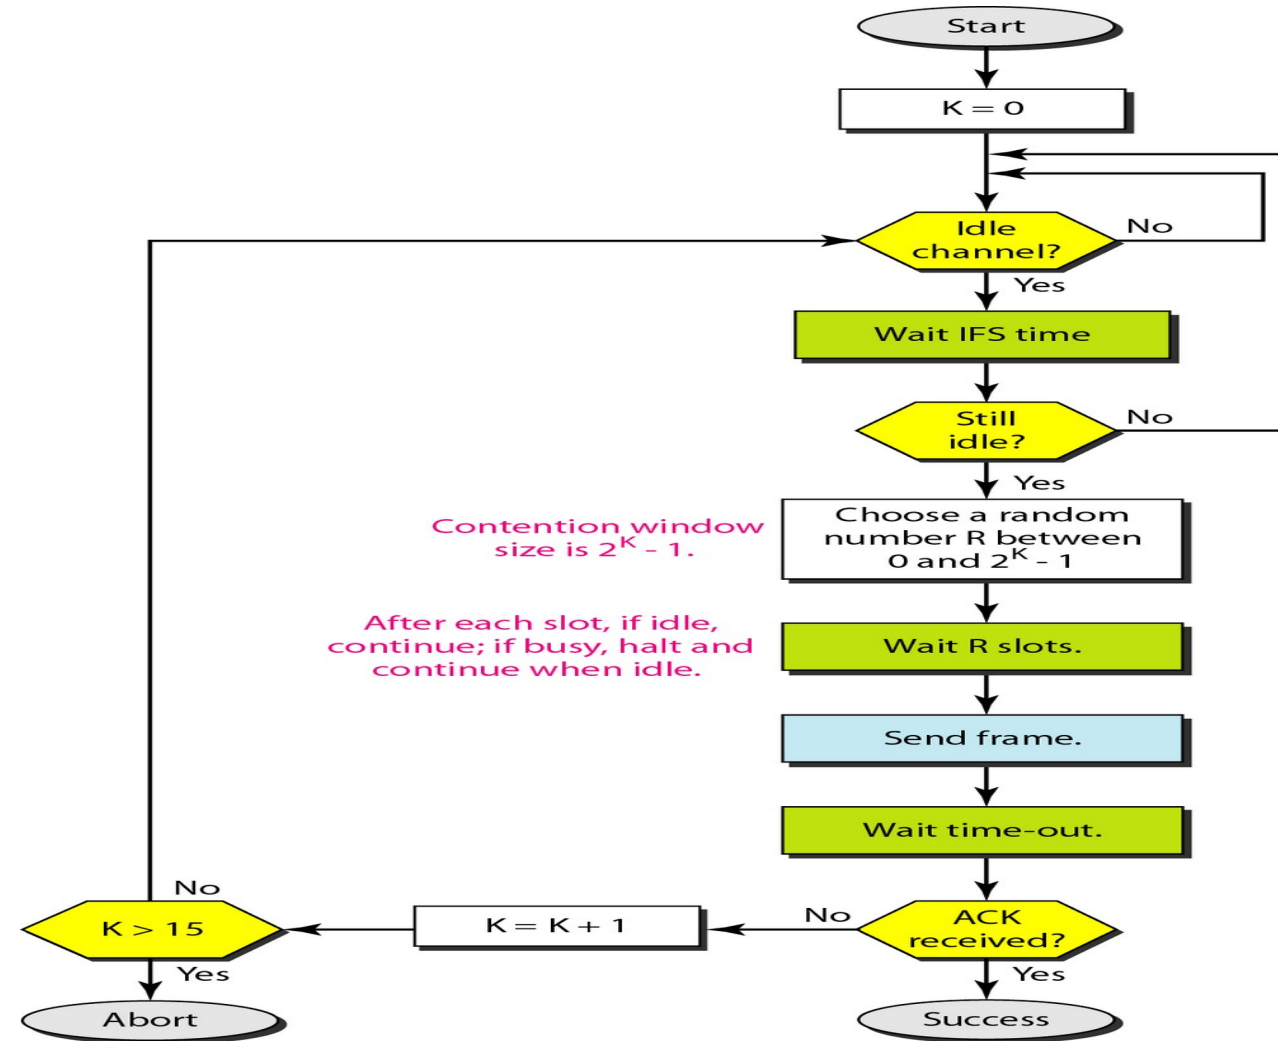 Start
K = 0
Idle
channel?
No
Yes
Wait IFS time
Still
idle?
No
Yes
Contention window
size is 2^K - 1.
Choose a random
number R between
0 and 2^K - 1
After each slot, if idle,
continue; if busy, halt and
continue when idle.
Wait R slots.
Send frame.
Wait time-out.
ACK
received?
No
Yes
K = K + 1
K > 15
No
Yes
Abort
Success